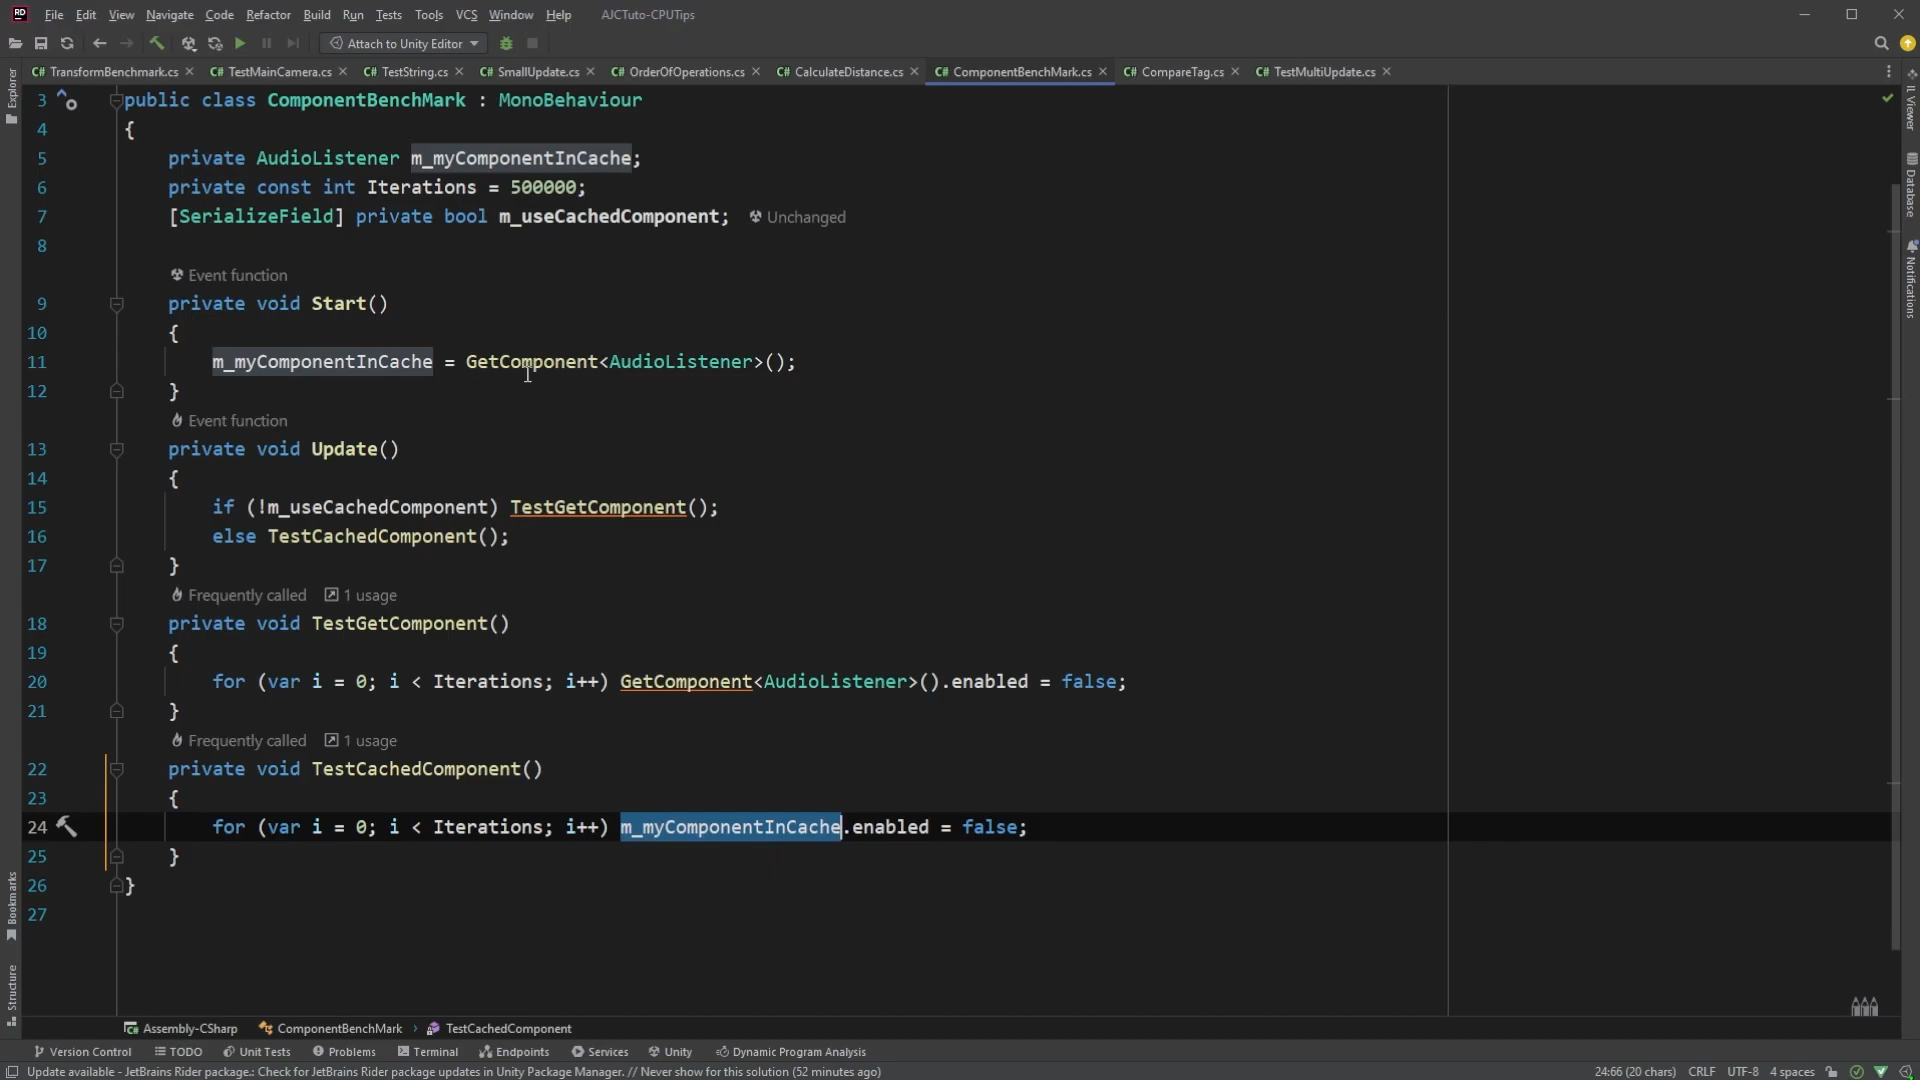 RD File Edit View Navigate Code Refactor Build Run Tests Tools VCS Window Help AJCTuto-CPUTips
Attach to Unity Editor
C# TransformBenchmark.cs C# TestMainCamera.cs C# TestString.cs C# SmallUpdate.cs C# OrderOfOperations.cs C# CalculateDistance.cs C# ComponentBenchMark.cs C# CompareTag.cs C# TestMultiUpdate.cs
Explorer
3 public class ComponentBenchMark : MonoBehaviour
4 {
5 private AudioListener m_myComponentInCache;
6 private const int Iterations = 500000;
7 [SerializeField] private bool m_useCachedComponent; Unchanged
8
Event function
9 private void Start()
10 {
11 m_myComponentInCache = GetComponent<AudioListener>();
12 }
Event function
13 private void Update()
14 {
15 if (!m_useCachedComponent) TestGetComponent();
16 else TestCachedComponent();
17 }
Frequently called 1 usage
18 private void TestGetComponent()
19 {
20 for (var i = 0; i < Iterations; i++) GetComponent<AudioListener>().enabled = false;
21 }
Frequently called 1 usage
22 private void TestCachedComponent()
23 {
24 for (var i = 0; i < Iterations; i++) m_myComponentInCache.enabled = false;
25 }
26 }
27
Bookmarks
Structure
IL Viewer
Database
Notifications
C# Assembly-CSharp ComponentBenchMark › TestCachedComponent
Version Control TODO Unit Tests Problems Terminal Endpoints Services Unity Dynamic Program Analysis
Update available - JetBrains Rider package.: Check for JetBrains Rider package updates in Unity Package Manager. // Never show for this solution (52 minutes ago) 24:66 (20 chars) CRLF UTF-8 4 spaces